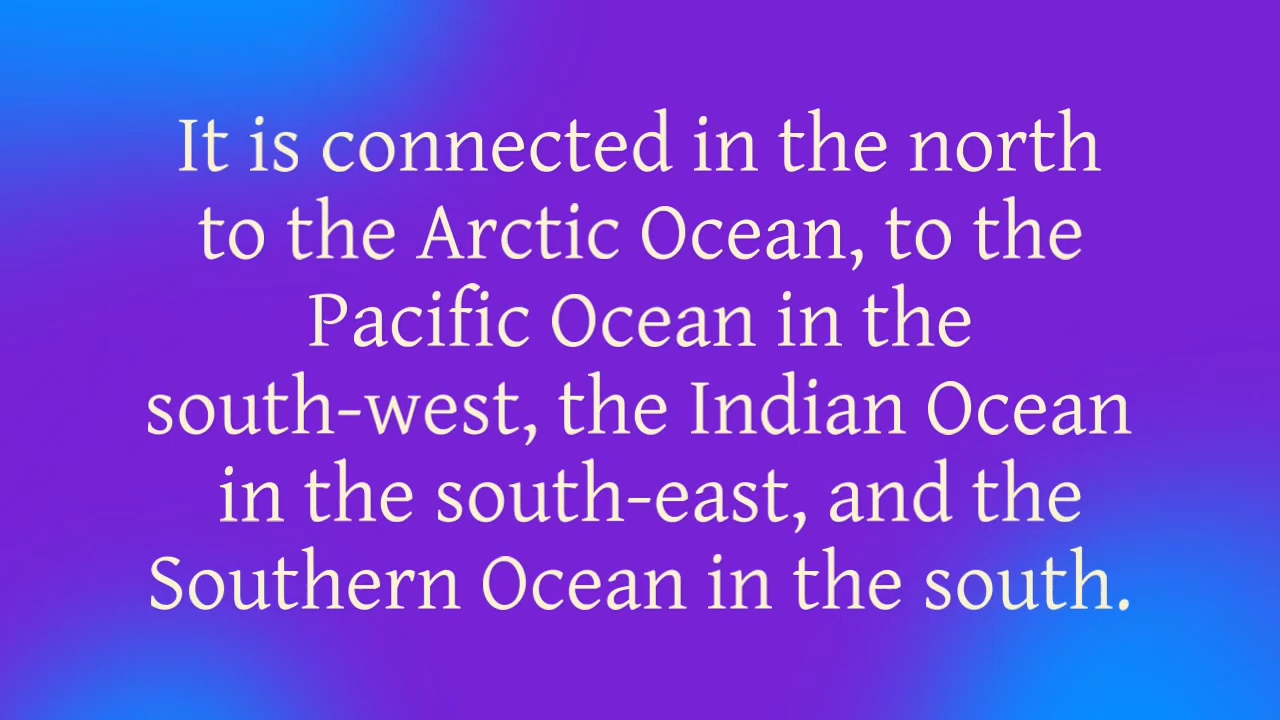 It is connected in the north
to the Arctic Ocean, to the
Pacific Ocean in the
south-west, the Indian Ocean
in the south-east, and the
Southern Ocean in the south.